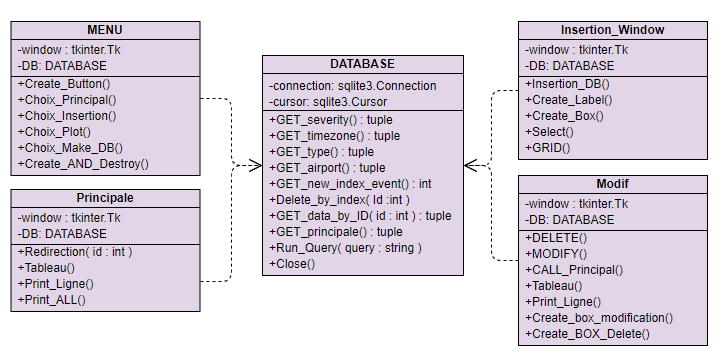 MENU
-window : tkinter.Tk
-DB: DATABASE
+Create_Button()
+Choix_Principal()
+Choix_Insertion()
+Choix_Plot()
+Choix_Make_DB()
+Create_AND_Destroy()
Principale
-window : tkinter.Tk
-DB: DATABASE
+Redirection( id : int )
+Tableau()
+Print_Ligne()
+Print_ALL()
DATABASE
-connection: sqlite3.Connection
-cursor: sqlite3.Cursor
+GET_severity() : tuple
+GET_timezone() : tuple
+GET_type() : tuple
+GET_airport() : tuple
+GET_new_index_event() : int
+Delete_by_index( Id :int )
+GET_data_by_ID( id : int ) : tuple
+GET_principale() : tuple
+Run_Query( query : string )
+Close()
Insertion_Window
-window : tkinter.Tk
-DB: DATABASE
+Insertion_DB()
+Create_Label()
+Create_Box()
+Select()
+GRID()
Modif
-window : tkinter.Tk
-DB: DATABASE
+DELETE()
+MODIFY()
+CALL_Principal()
+Tableau()
+Print_Ligne()
+Create_box_modification()
+Create_BOX_Delete()